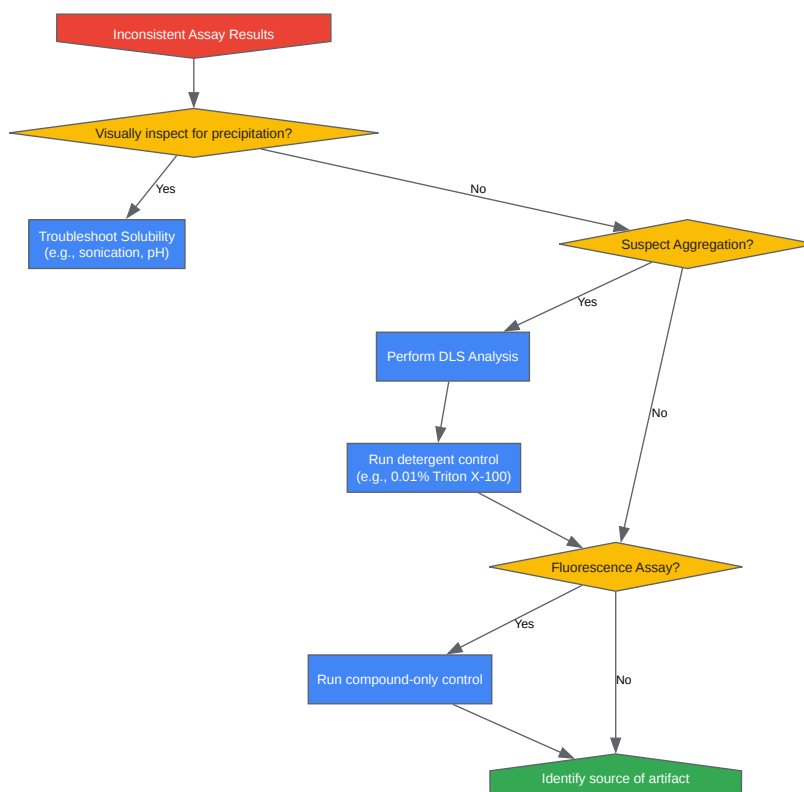 Inconsistent Assay Results
Visually inspect for precipitation?
Yes
No
Troubleshoot Solubility
(e.g., sonication, pH)
Suspect Aggregation?
Yes
Perform DLS Analysis
No
Run detergent control
(e.g., 0.01% Triton X-100)
Fluorescence Assay?
Yes
Run compound-only control
No
Identify source of artifact